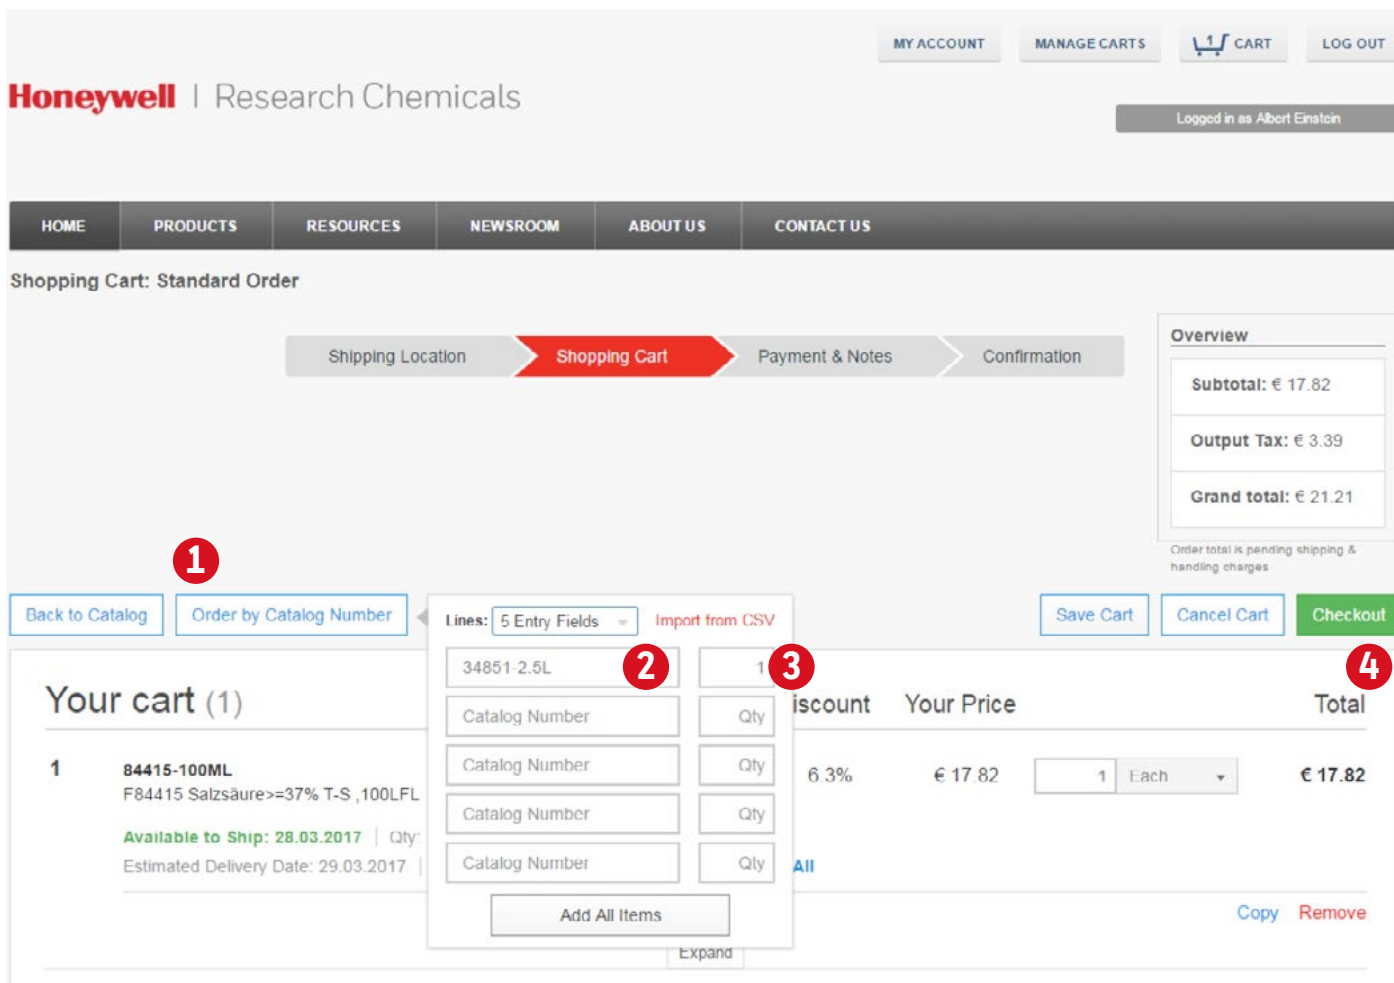 MY ACCOUNT MANAGE CARTS 1 CART LOG OUT
Honeywell | Research Chemicals
Logged in as Albert Einstein
HOME PRODUCTS RESOURCES NEWSROOM ABOUT US CONTACT US
Shopping Cart: Standard Order
Shipping Location Shopping Cart Payment & Notes Confirmation
Overview
Subtotal: € 17.82
Output Tax: € 3.39
Grand total: € 21.21
Order total is pending shipping &
handling charges
1
Back to Catalog Order by Catalog Number
Lines: 5 Entry Fields Import from CSV
Save Cart Cancel Cart Checkout
34851-2.5L 2 1 3
4
Catalog Number Qty
Catalog Number Qty
Catalog Number Qty
Catalog Number Qty
Add All Items
Your cart (1) iscount Your Price Total
1 84415-100ML 6.3% € 17.82 1 Each € 17.82
F84415 Salzsäure>=37% T-S ,100LFL
Available to Ship: 28.03.2017 | Qty:
Estimated Delivery Date: 29.03.2017 |
All
Copy Remove
Expand